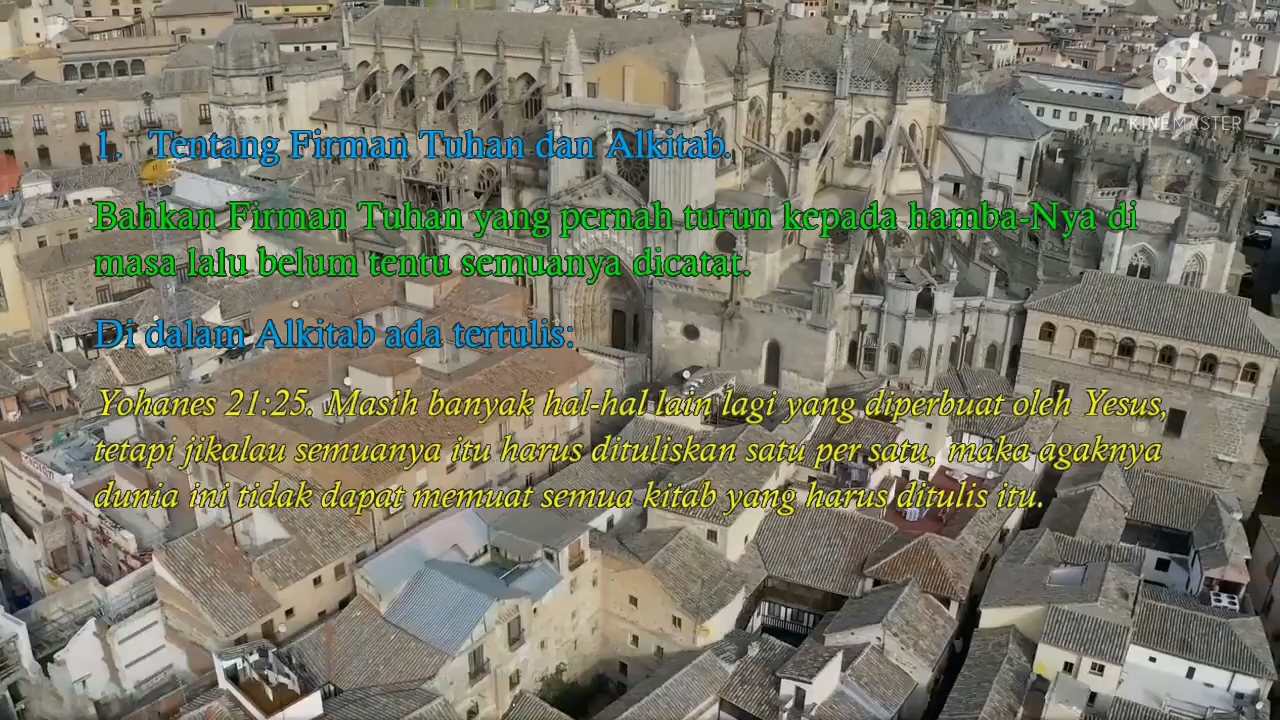 KINEMASTER
1. Tentang Firman Tuhan dan Alkitab.
Bahkan Firman Tuhan yang pernah turun kepada hamba-Nya di
masa lalu belum tentu semuanya dicatat.
Di dalam Alkitab ada tertulis:
Yohanes 21:25. Masih banyak hal-hal lain lagi yang diperbuat oleh Yesus,
tetapi jikalau semuanya itu harus dituliskan satu per satu, maka agaknya
dunia ini tidak dapat memuat semua kitab yang harus ditulis itu.